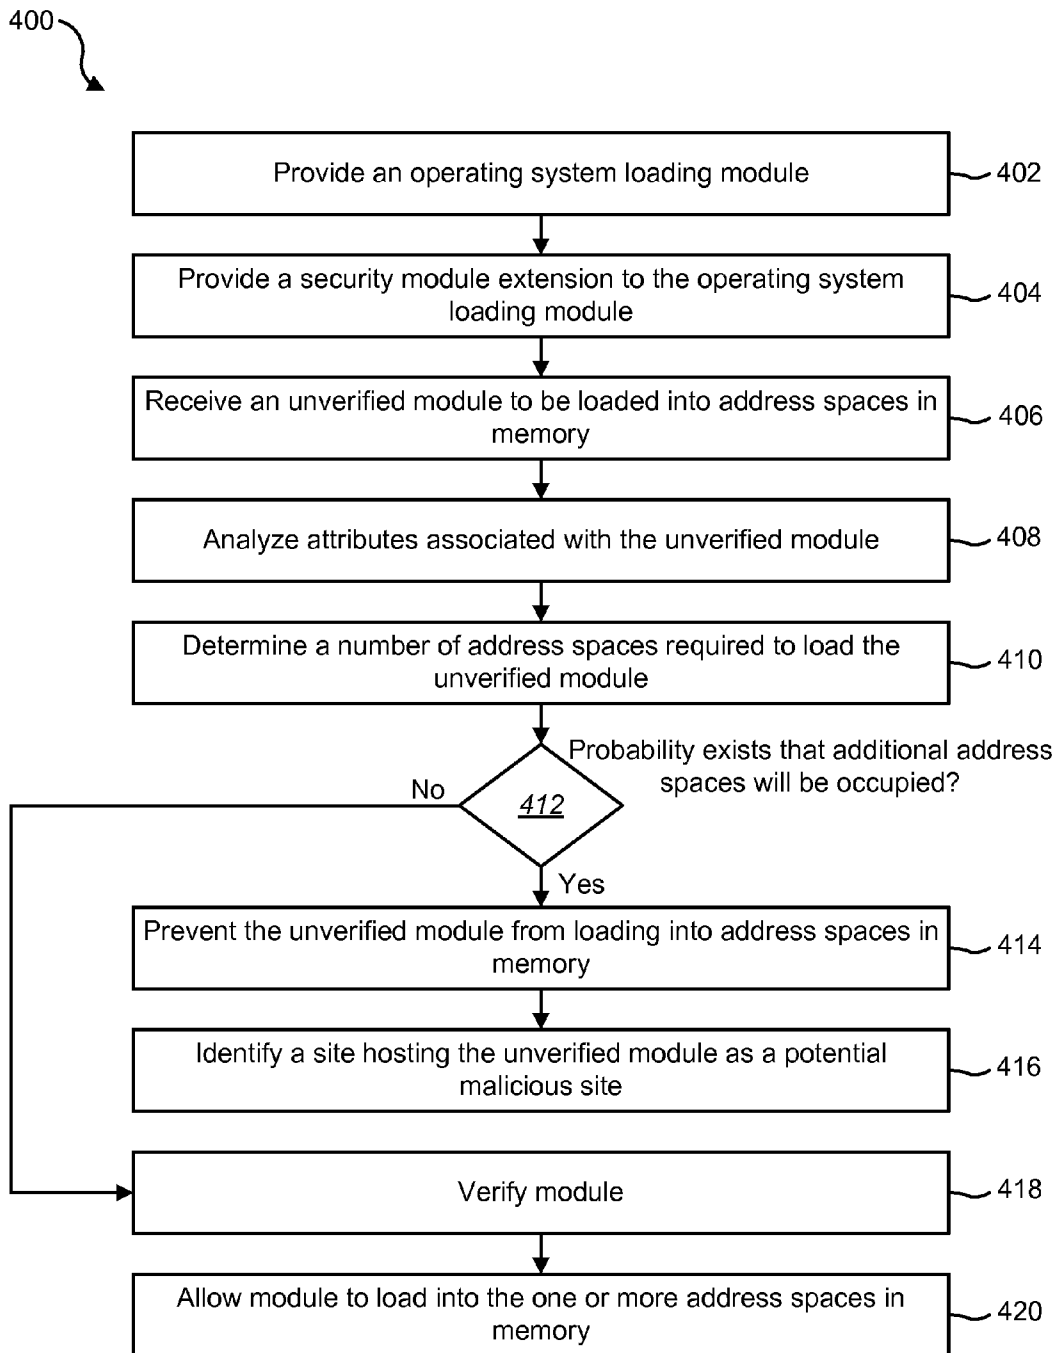 400
Provide an operating system loading module
402
Provide a security module extension to the operating system
loading module
404
Receive an unverified module to be loaded into address spaces in
memory
406
Analyze attributes associated with the unverified module
408
Determine a number of address spaces required to load the
unverified module
410
Probability exists that additional address
spaces will be occupied?
No
412
Yes
Prevent the unverified module from loading into address spaces in
memory
414
Identify a site hosting the unverified module as a potential
malicious site
416
Verify module
418
Allow module to load into the one or more address spaces in
memory
420